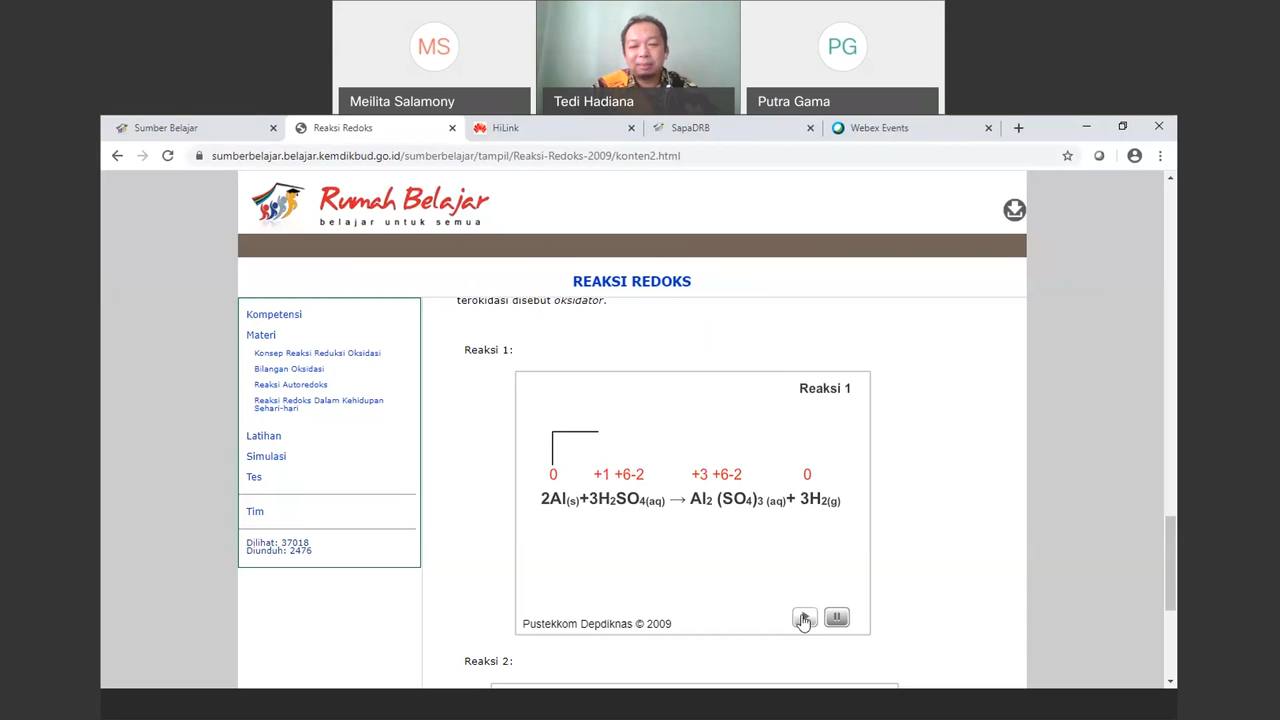 MS
PG
Meilita Salamony
Tedi Hadiana
Putra Gama
Sumber Belajar
Reaksi Redoks
HiLink
SapaDRB
Webex Events
sumberbelajar.belajar.kemdikbud.go.id/sumberbelajar/tampil/Reaksi-Redoks-2009/konten2.html
Rumah Belajar
belajar untuk semua
REAKSI REDOKS
Kompetensi
Materi
Konsep Reaksi Reduksi Oksidasi
Bilangan Oksidasi
Reaksi Autoredoks
Reaksi Redoks Dalam Kehidupan
Sehari-hari
Latihan
Simulasi
Tes
Tim
Dilihat: 37018
Diunduh: 2476
terokidasi disebut oksidator.
Reaksi 1:
Reaksi 1
0 +1 +6-2 +3 +6-2 0
2Al(s)+3H2SO4(aq) → Al2 (SO4)3 (aq)+ 3H2(g)
Pustekkom Depdiknas © 2009
Reaksi 2: